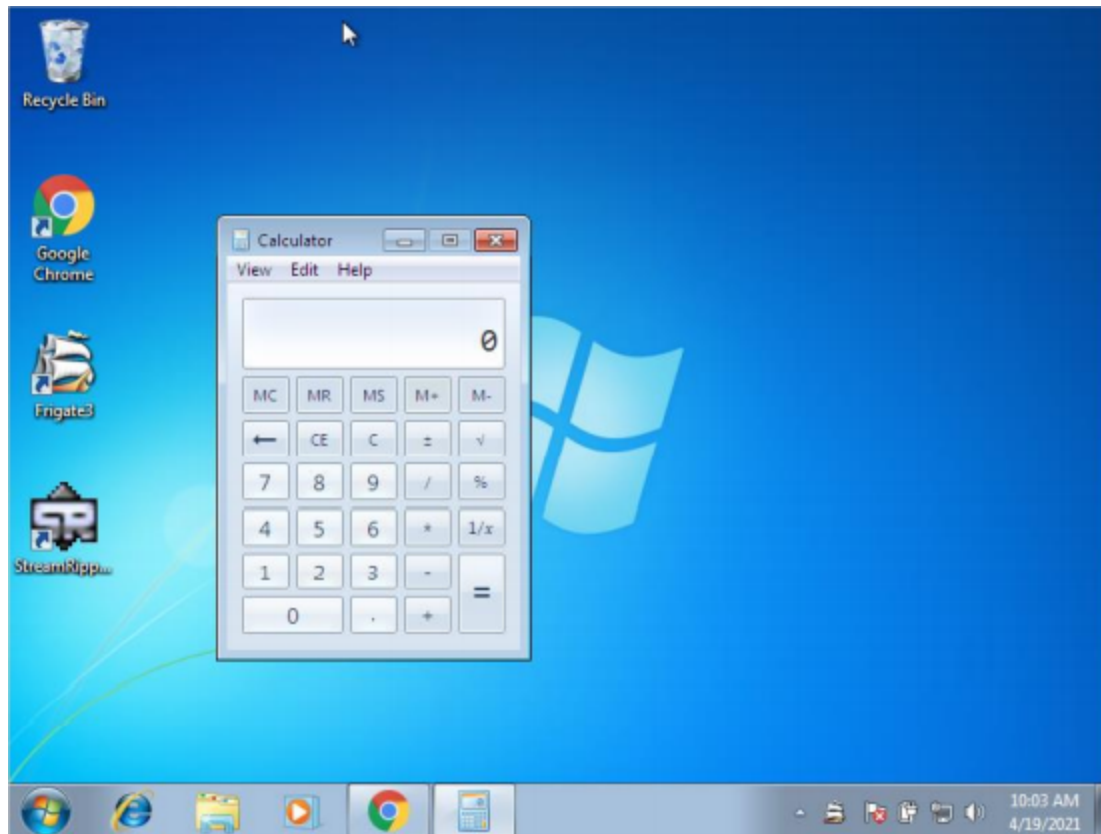 Recycle Bin
Google
Chrome
Frigate3
StreamRipp...
Calculator
View Edit Help
0
MC MR MS M+ M-
← CE C ± √
7 8 9 / %
4 5 6 * 1/x
1 2 3 - =
0 . +
10:03 AM
4/19/2021